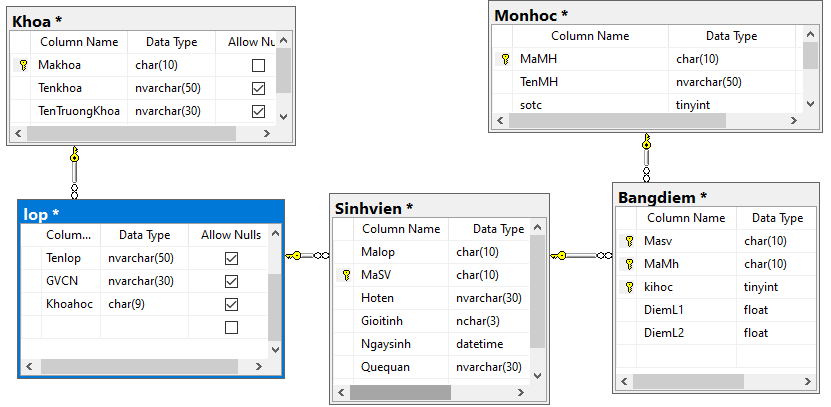 Khoa *
Column Name Data Type Allow Nu
Makhoa char(10)
Tenkhoa nvarchar(50)
TenTruongKhoa nvarchar(30)
Monhoc *
Column Name Data Type
MaMH char(10)
TenMH nvarchar(50)
sotc tinyint
lop *
Colum... Data Type Allow Nulls
Tenlop nvarchar(50)
GVCN nvarchar(30)
Khoahoc char(9)
Sinhvien *
Column Name Data Type
Malop char(10)
MaSV char(10)
Hoten nvarchar(30)
Gioitinh nchar(3)
Ngaysinh datetime
Quequan nvarchar(30)
Bangdiem *
Column Name Data Type
Masv char(10)
MaMh char(10)
kihoc tinyint
DiemL1 float
DiemL2 float